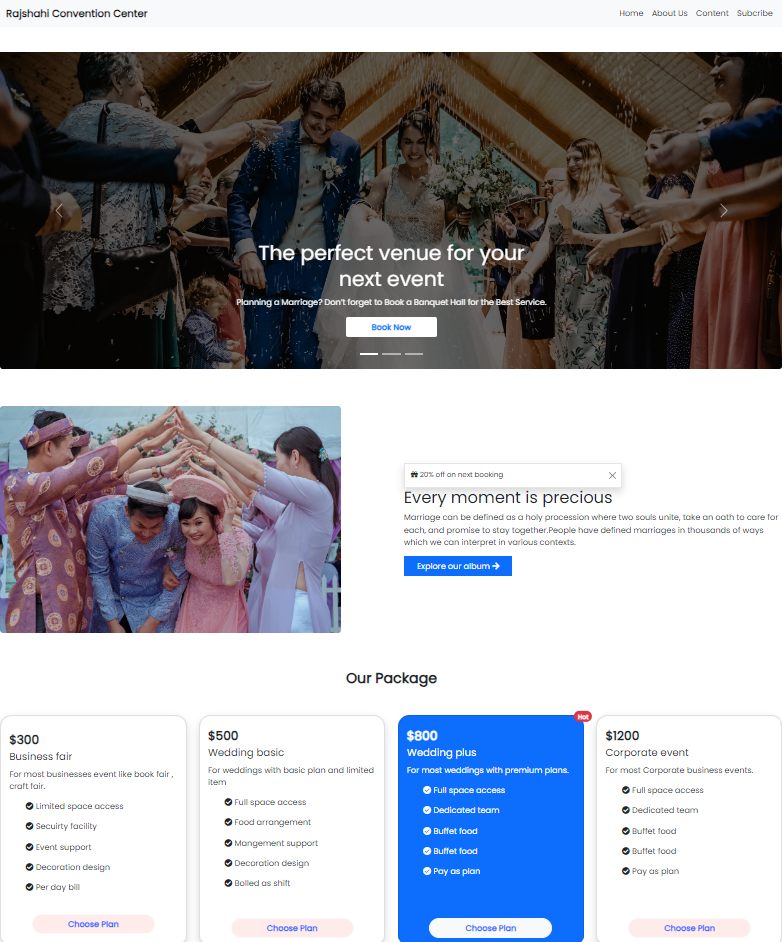 Rajshahi Convention Center
Home About Us Content Subcribe
The perfect venue for your
next event
Planning a Marriage? Don't forget to Book a Banquet Hall for the Best Service.
Book Now
20% off on next booking
Every moment is precious
Marriage can be defined as a holy procession where two souls unite, take an oath to care for
each, and promise to stay together.People have defined marriages in thousands of ways
which we can interpret in various contexts.
Explore our album
Our Package
$300
Business fair
For most businesses event like book fair ,
craft fair.
Limited space access
Secuirty facility
Event support
Decoration design
Per day bill
Choose Plan
$500
Wedding basic
For weddings with basic plan and limited
item
Full space access
Food arrangement
Mangement support
Decoration design
Bolled as shift
Choose Plan
Hot
$800
Wedding plus
For most weddings with premium plans.
Full space access
Dedicated team
Buffet food
Buffet food
Pay as plan
Choose Plan
$1200
Corporate event
For most Corporate business events.
Full space access
Dedicated team
Buffet food
Buffet food
Pay as plan
Choose Plan